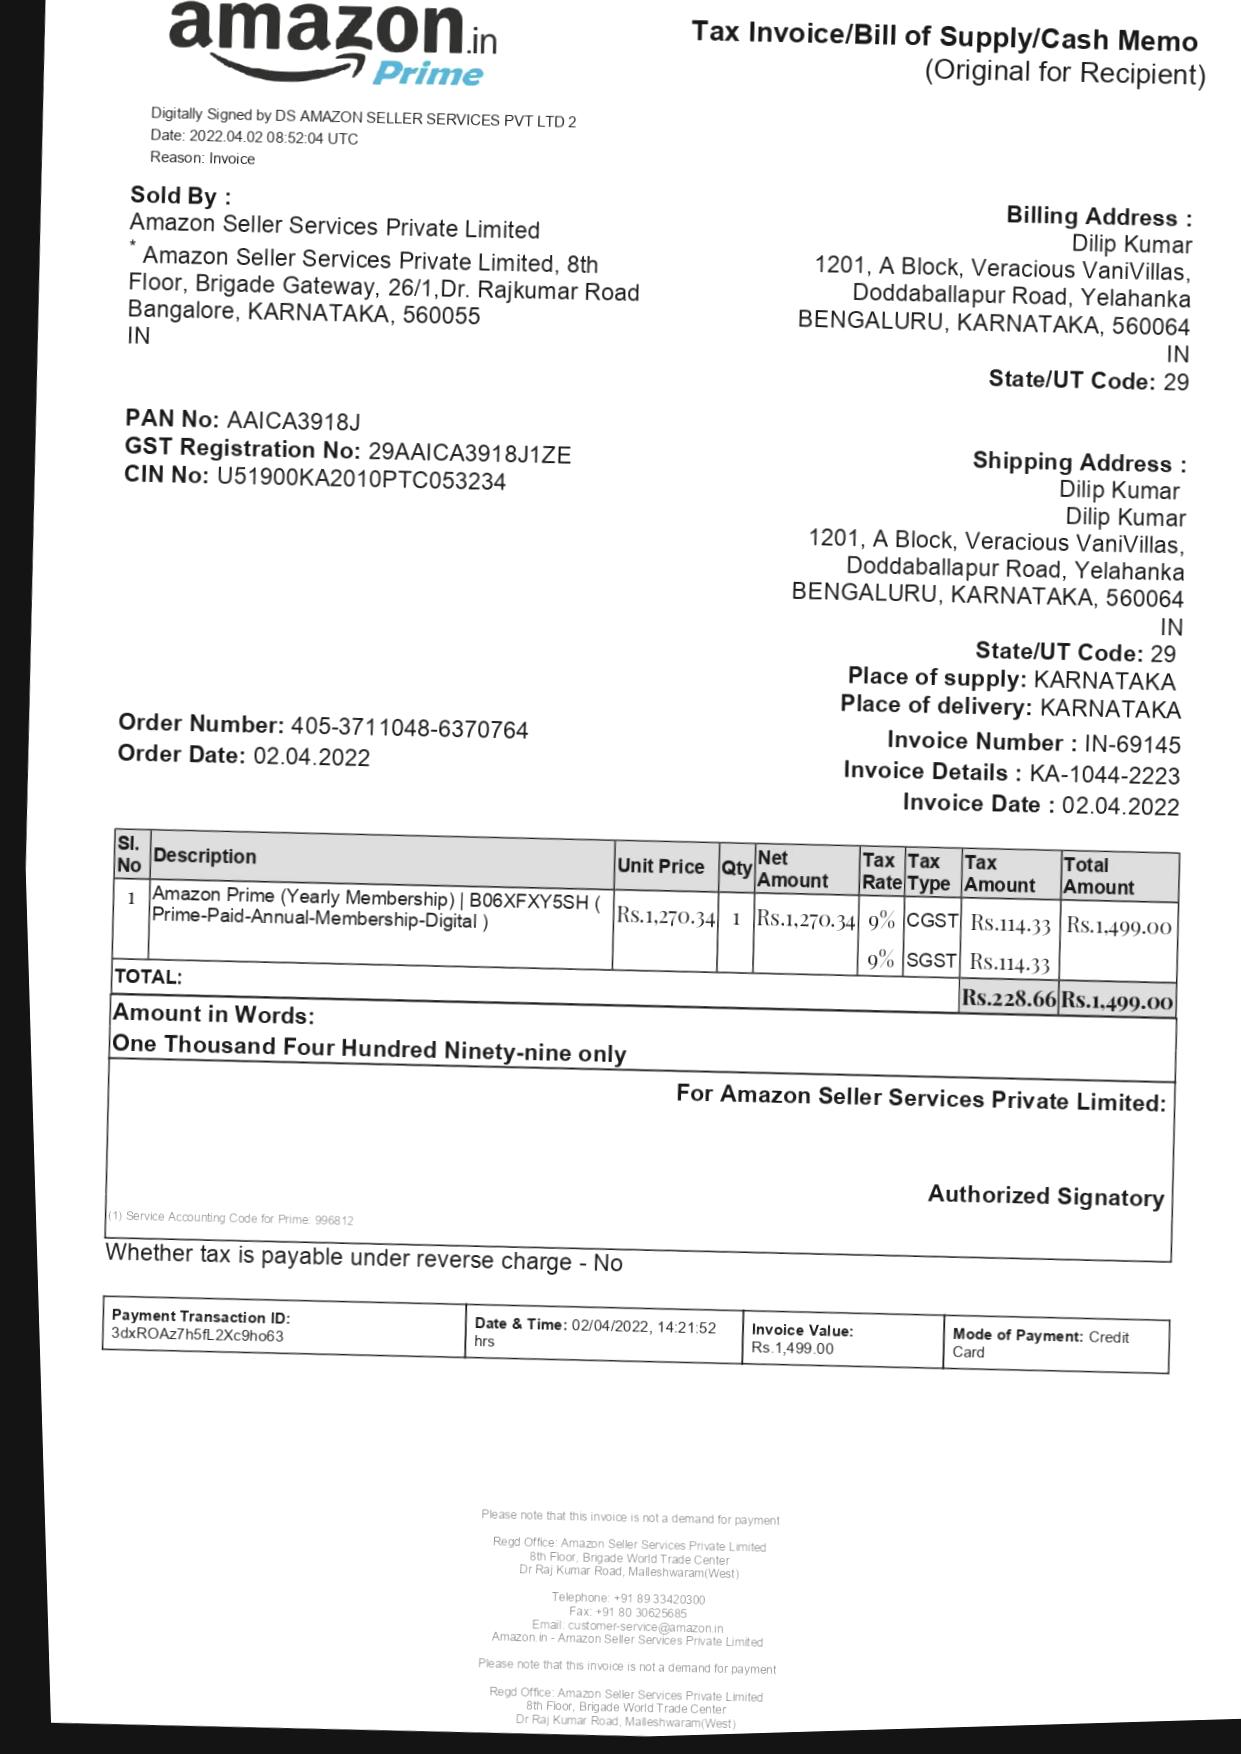 amazon.in
Prime
Tax Invoice/Bill of Supply/Cash Memo
(Original for Recipient)
Digitally Signed by DS AMAZON SELLER SERVICES PVT LTD 2
Date: 2022.04.02 08:52:04 UTC
Reason: Invoice
Sold By :
Amazon Seller Services Private Limited
* Amazon Seller Services Private Limited, 8th
Floor, Brigade Gateway, 26/1,Dr. Rajkumar Road
Bangalore, KARNATAKA, 560055
IN
Billing Address :
Dilip Kumar
1201, A Block, Veracious VaniVillas,
Doddaballapur Road, Yelahanka
BENGALURU, KARNATAKA, 560064
IN
State/UT Code: 29
PAN No: AAICA3918J
GST Registration No: 29AAICA3918J1ZE
CIN No: U51900KA2010PTC053234
Shipping Address :
Dilip Kumar
Dilip Kumar
1201, A Block, Veracious VaniVillas,
Doddaballapur Road, Yelahanka
BENGALURU, KARNATAKA, 560064
IN
State/UT Code: 29
Place of supply: KARNATAKA
Place of delivery: KARNATAKA
Order Number: 405-3711048-6370764
Order Date: 02.04.2022
Invoice Number : IN-69145
Invoice Details : KA-1044-2223
Invoice Date : 02.04.2022
Sl. No Description Unit Price Qty Net Amount Tax Rate Tax Type Tax Amount Total Amount
1 Amazon Prime (Yearly Membership) | B06XFXY5SH ( Rs.1,270.34 1 Rs.1,270.34 9% CGST Rs.114.33 Rs.1,499.00
Prime-Paid-Annual-Membership-Digital )
9% SGST Rs.114.33
TOTAL: Rs.228.66 Rs.1,499.00
Amount in Words:
One Thousand Four Hundred Ninety-nine only
For Amazon Seller Services Private Limited:
Authorized Signatory
(1) Service Accounting Code for Prime: 996812
Whether tax is payable under reverse charge - No
Payment Transaction ID:
3dxROAz7h5fL2Xc9ho63
Date & Time: 02/04/2022, 14:21:52
hrs
Invoice Value:
Rs.1,499.00
Mode of Payment: Credit
Card
Please note that this invoice is not a demand for payment
Regd Office: Amazon Seller Services Private Limited
8th Floor, Brigade World Trade Center
Dr Raj Kumar Road, Malleshwaram(West)
Telephone: +91 89 33420300
Fax: +91 80 30625685
Email: customer-service@amazon.in
Amazon.in - Amazon Seller Services Private Limited
Please note that this invoice is not a demand for payment
Regd Office: Amazon Seller Services Private Limited
8th Floor, Brigade World Trade Center
Dr Raj Kumar Road, Malleshwaram(West)